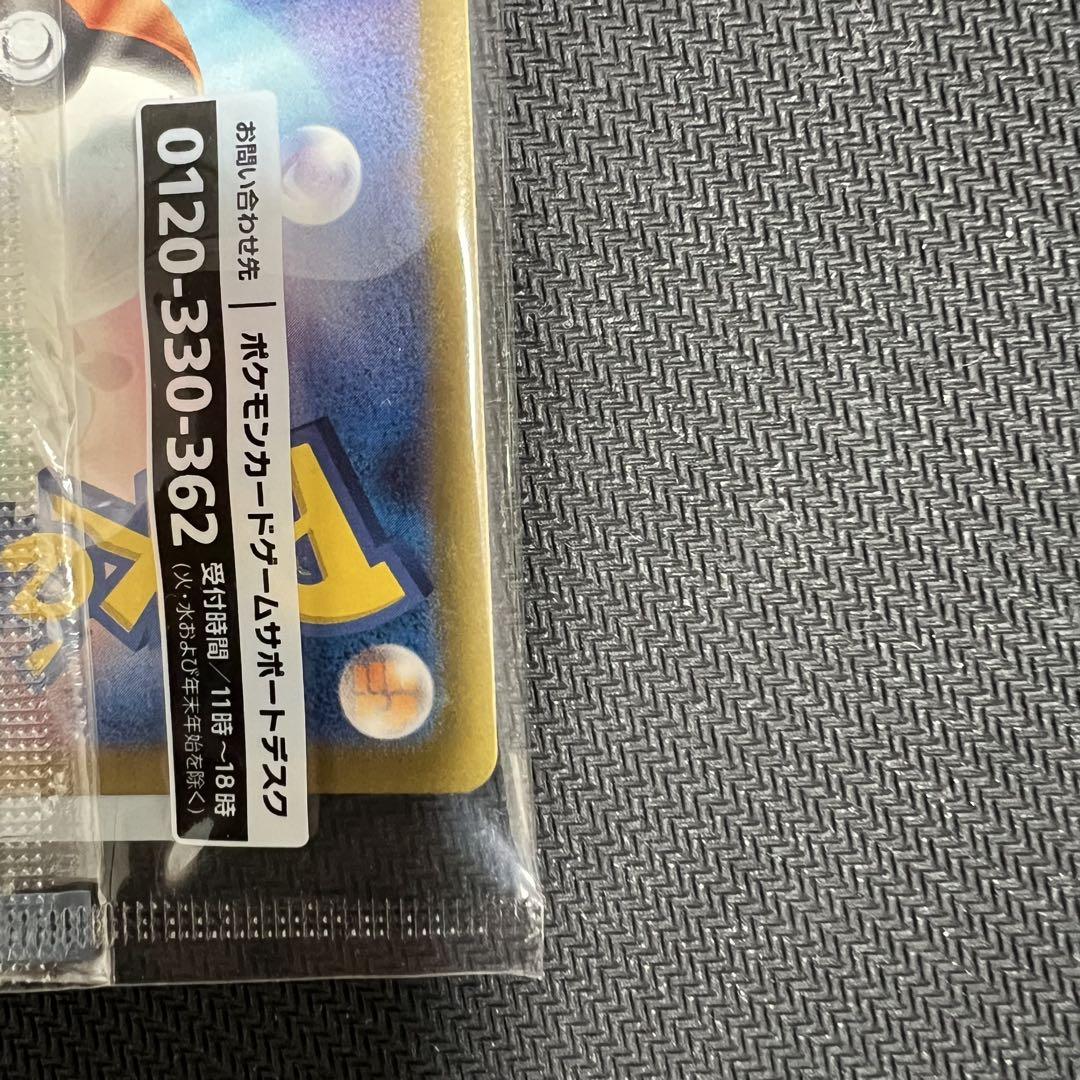 お問い合わせ先 | ポケモンカードゲームサポートデスク
0120-330-362 受付時間/11時~18時
(火・水および年末年始を除く)